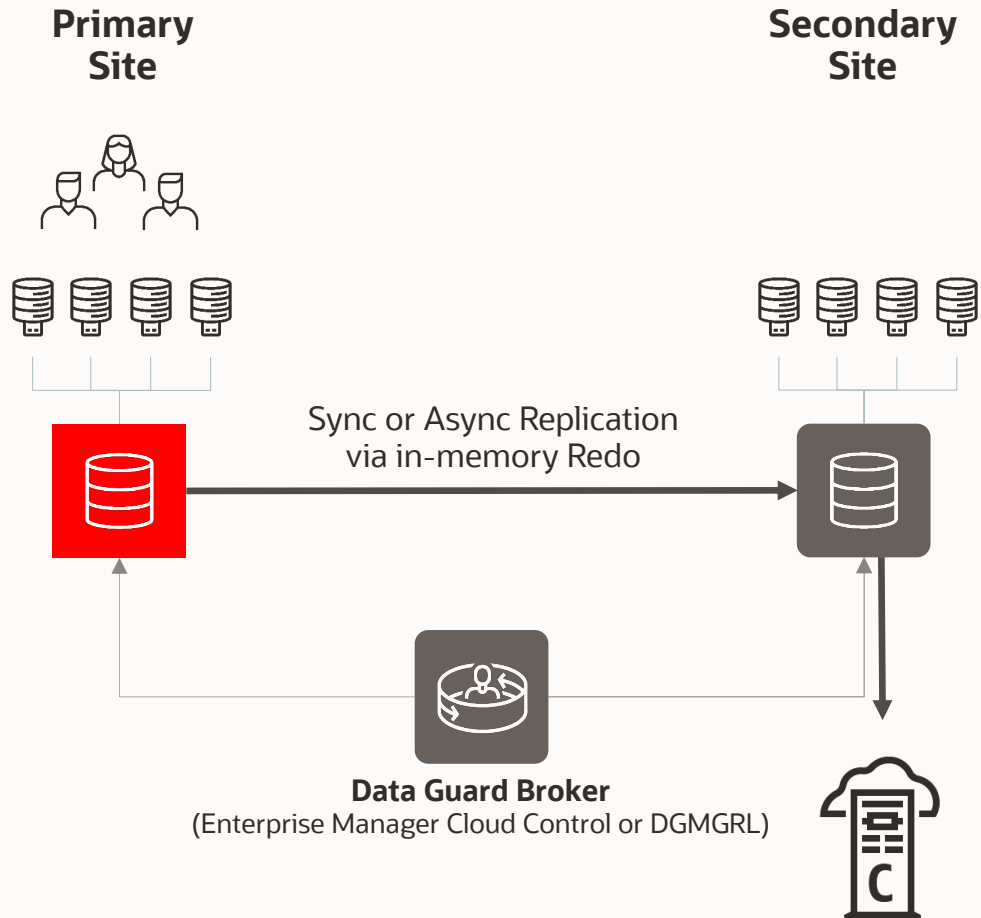 Primary
Site
Secondary
Site
Sync or Async Replication
via in-memory Redo
Data Guard Broker
(Enterprise Manager Cloud Control or DGMGRL)
C